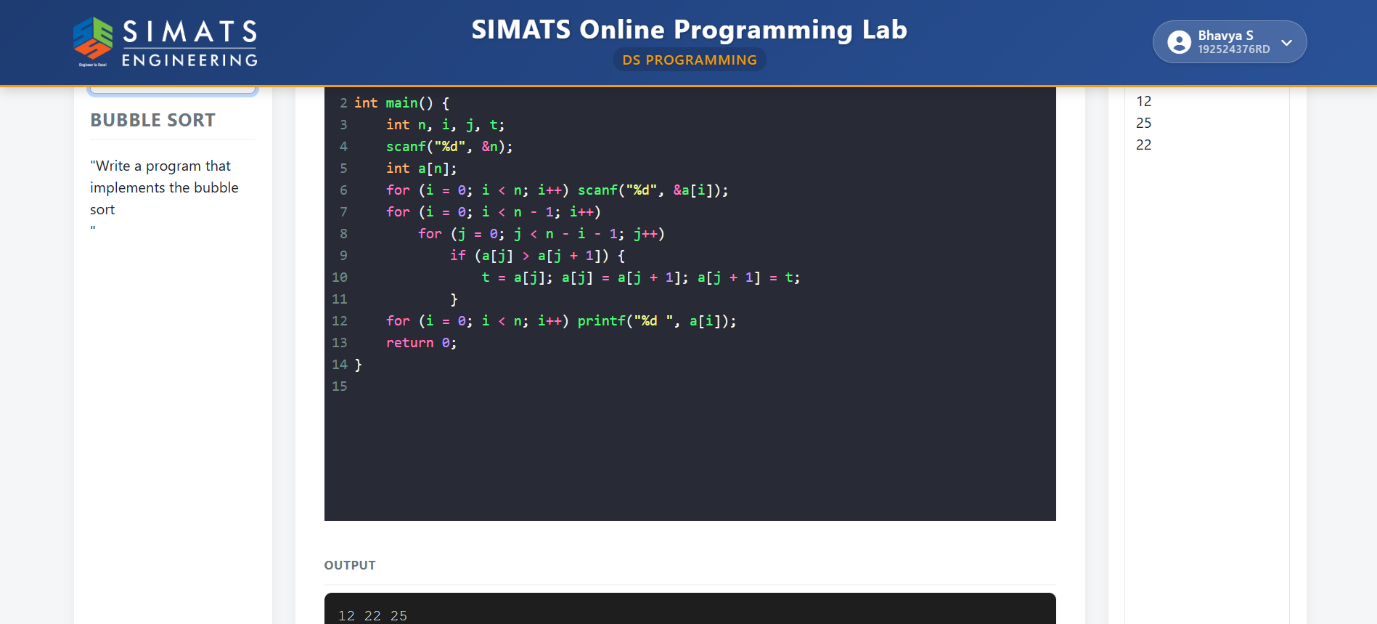 SIMATS
ENGINEERING
Engineer to Excel
SIMATS Online Programming Lab
DS PROGRAMMING
Bhavya S
192524376RD
BUBBLE SORT
"Write a program that
implements the bubble
sort
"
2 int main() {
3     int n, i, j, t;
4     scanf("%d", &n);
5     int a[n];
6     for (i = 0; i < n; i++) scanf("%d", &a[i]);
7     for (i = 0; i < n - 1; i++)
8         for (j = 0; j < n - i - 1; j++)
9             if (a[j] > a[j + 1]) {
10                 t = a[j]; a[j] = a[j + 1]; a[j + 1] = t;
11             }
12     for (i = 0; i < n; i++) printf("%d ", a[i]);
13     return 0;
14 }
15
OUTPUT
12 22 25
12
25
22